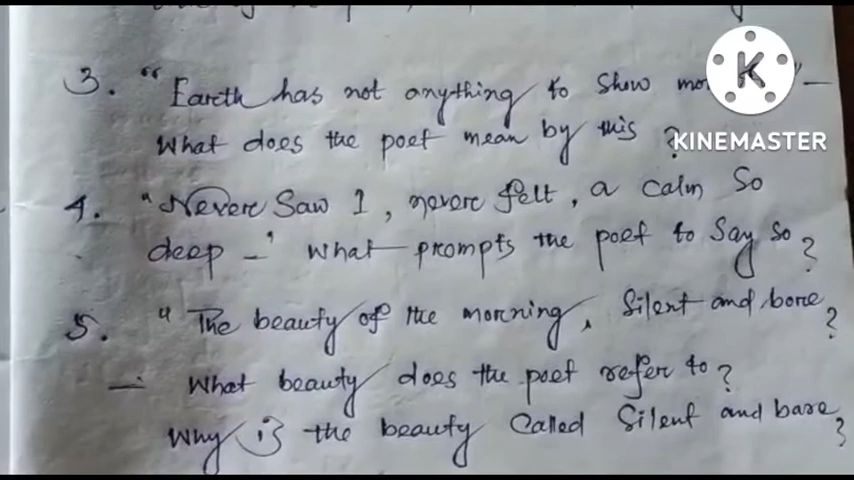 3. "Earth has not anything to show
What does the poet mean by this ?
4. "Never Saw I, never felt, a calm So
deep –' What prompts the poet to Say so ?
5. "The beauty of the morning, Silent and bare ?
– What beauty does the poet refer to ?
Why is the beauty Called Silent and bare ?
K
KINEMASTER